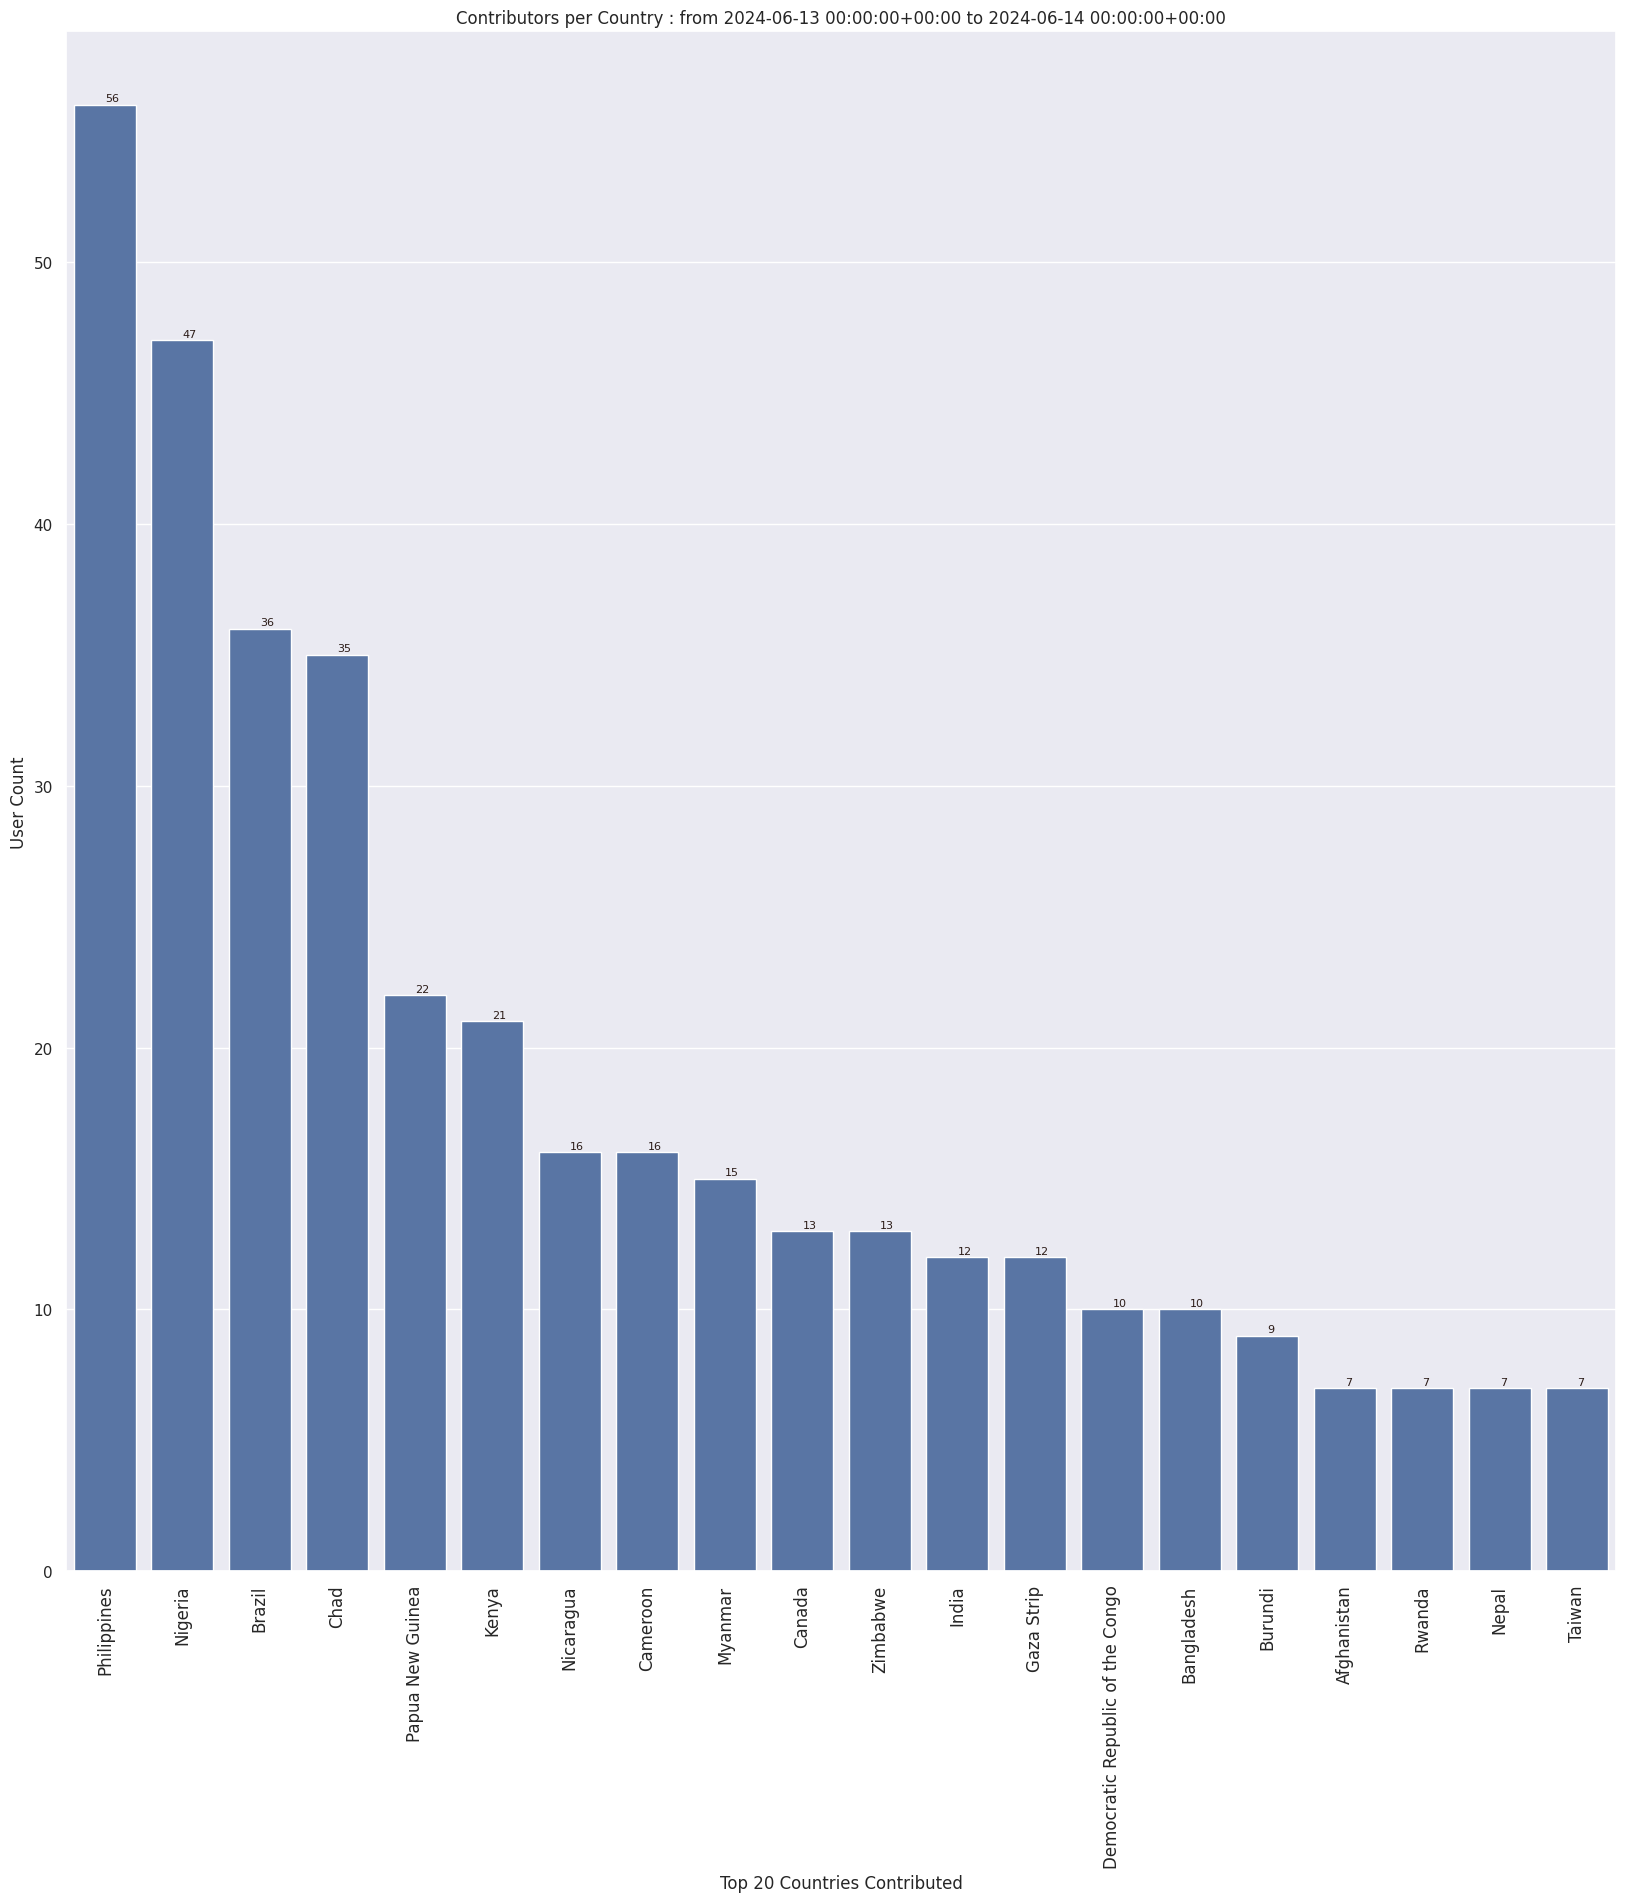 Contributors per Country : from 2024-06-13 00:00:00+00:00 to 2024-06-14 00:00:00+00:00
User Count
50
40
30
20
10
0
56
47
36
35
22
21
16
16
15
13
13
12
12
10
10
9
7
7
7
7
Philippines
Nigeria
Brazil
Chad
Papua New Guinea
Kenya
Nicaragua
Cameroon
Myanmar
Canada
Zimbabwe
India
Gaza Strip
Democratic Republic of the Congo
Bangladesh
Burundi
Afghanistan
Rwanda
Nepal
Taiwan
Top 20 Countries Contributed